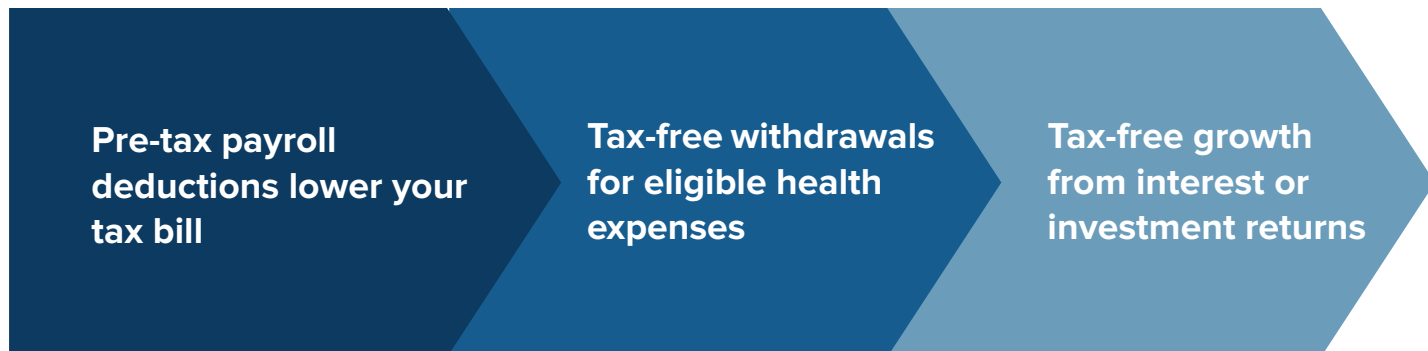 Pre-tax payroll
deductions lower your
tax bill
Tax-free withdrawals
for eligible health
expenses
Tax-free growth
from interest or
investment returns